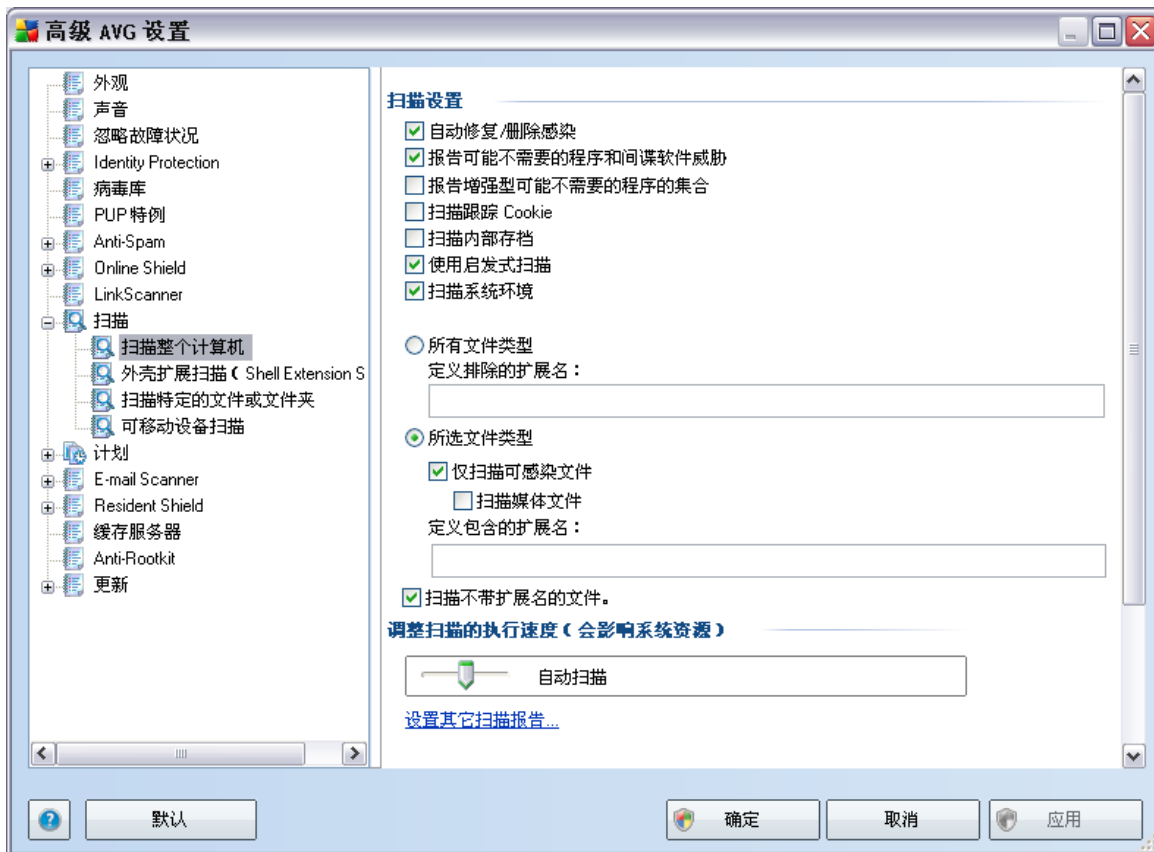 高级 AVG 设置
外观
声音
忽略故障状况
Identity Protection
病毒库
PUP 特例
Anti-Spam
Online Shield
LinkScanner
扫描
扫描整个计算机
外壳扩展扫描 ( Shell Extension S
扫描特定的文件或文件夹
可移动设备扫描
计划
E-mail Scanner
Resident Shield
缓存服务器
Anti-Rootkit
更新
扫描设置
自动修复/删除感染
报告可能不需要的程序和间谍软件威胁
报告增强型可能不需要的程序的集合
扫描跟踪 Cookie
扫描内部存档
使用启发式扫描
扫描系统环境
所有文件类型
定义排除的扩展名：
所选文件类型
仅扫描可感染文件
扫描媒体文件
定义包含的扩展名：
扫描不带扩展名的文件。
调整扫描的执行速度 ( 会影响系统资源 )
自动扫描
设置其它扫描报告...
默认
确定
取消
应用